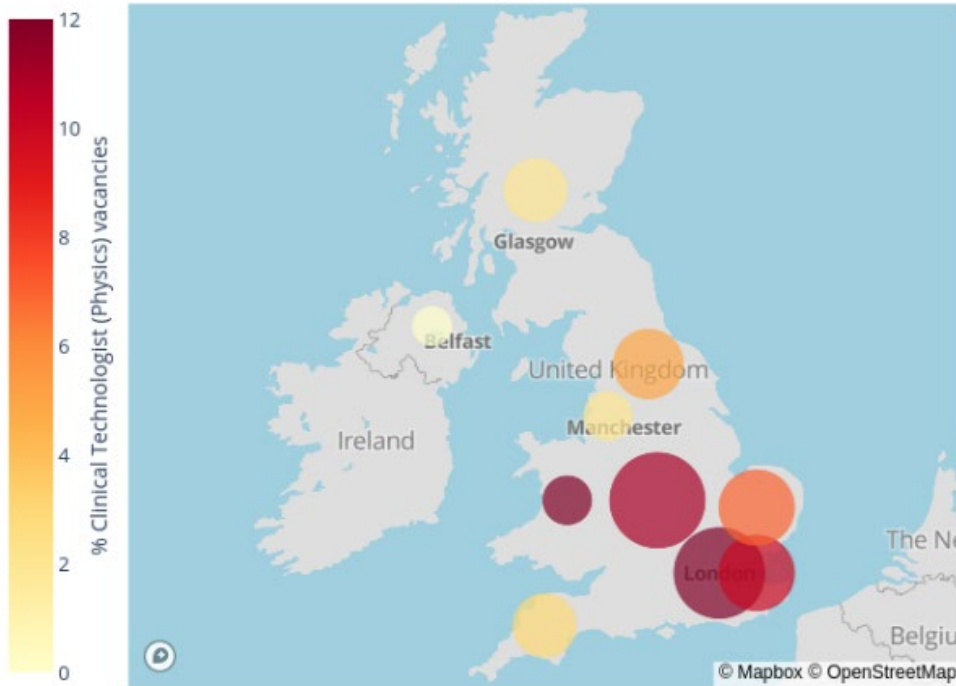 12
10
8
6
4
2
0
% Clinical Technologist (Physics) vacancies
Glasgow
Belfast
United Kingdom
Manchester
Ireland
The Ne
London
Belgiu
© Mapbox © OpenStreetMap